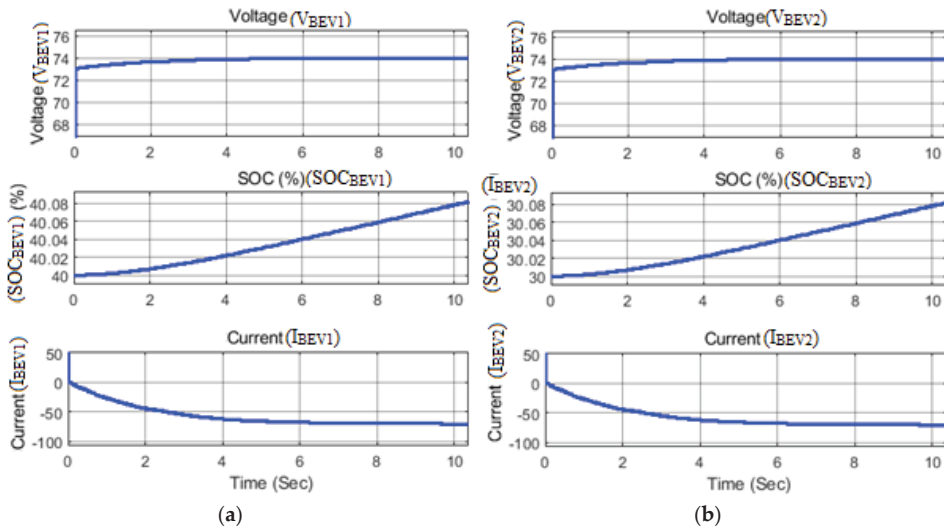 Voltage (VBEV1)
Voltage (VBEV1)
76
74
72
70
68
0 2 4 6 8 10
SOC (%)(SOCBEV1)
(SOCBEV1) (%)
40.08
40.06
40.04
40.02
40
0 2 4 6 8 10
Current (IBEV1)
Current (IBEV1)
50
0
-50
-100
0 2 4 6 8 10
Time (Sec)
(a)
Voltage (VBEV2)
Voltage (VBEV2)
76
74
72
70
68
0 2 4 6 8 10
(IBEV2)
SOC (%)(SOCBEV2)
(SOCBEV2) (%)
30.08
30.06
30.04
30.02
30
0 2 4 6 8 10
Current (IBEV2)
Current (IBEV2)
50
0
-50
-100
0 2 4 6 8 10
Time (Sec)
(b)